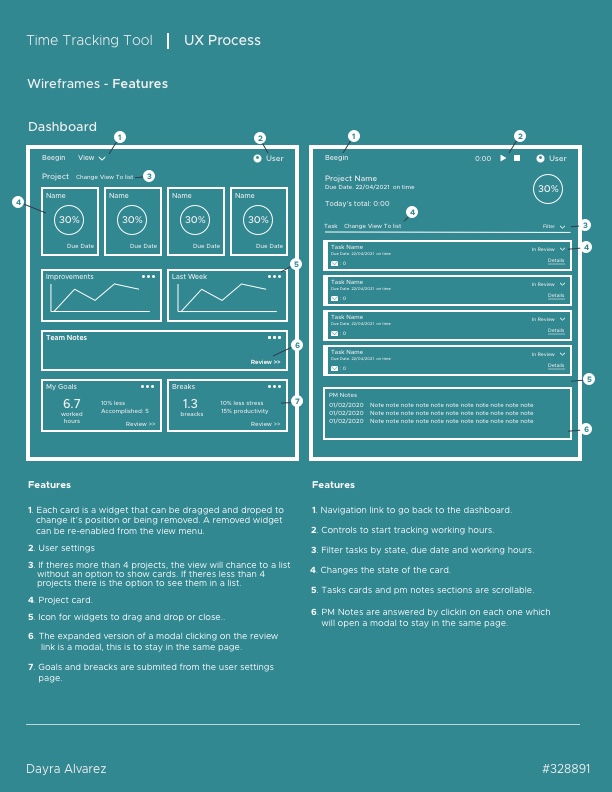 Time Tracking Tool | UX Process
Wireframes - Features
Dashboard
1
2
Beegin View User
Project Change View To list 3
4
Name Name Name Name
30% 30% 30% 30%
Due Date Due Date Due Date Due Date
5
Improvements Last Week
Team Notes
6
Review >>
My Goals Breaks
6.7 10% less 1.3 10% less stress
worked Accomplished: 5 breacks 15% productivity
hours
7
Review >> Review >>
1
2
Beegin 0:00 User
Project Name
Due Date. 22/04/2021 on time
30%
Today's total: 0:00
4
Task Change View To list Filter 3
Task Name In Review 4
Due Date. 22/04/2021 on time
0 Details
Task Name In Review
Due Date. 22/04/2021 on time
0 Details
Task Name In Review
Due Date. 22/04/2021 on time
0 Details
Task Name In Review
Due Date. 22/04/2021 on time
0 Details
5
PM Notes
01/02/2020 Note note note note note note note note note note
01/02/2020 Note note note note note note note note note note
01/02/2020 Note note note note note note note note note note
6
Features
1. Each card is a widget that can be dragged and droped to
change it's position or being removed. A removed widget
can be re-enabled from the view menu.
2. User settings
3. If theres more than 4 projects, the view will chance to a list
without an option to show cards. If theres less than 4
projects there is the option to see them in a list.
4. Project card.
5. Icon for widgets to drag and drop or close..
6. The expanded version of a modal clicking on the review
link is a modal, this is to stay in the same page.
7. Goals and breacks are submited from the user settings
page.
Features
1. Navigation link to go back to the dashboard.
2. Controls to start tracking working hours.
3. Filter tasks by state, due date and working hours.
4. Changes the state of the card.
5. Tasks cards and pm notes sections are scrollable.
6. PM Notes are answered by clickin on each one which
will open a modal to stay in the same page.
Dayra Alvarez
#328891